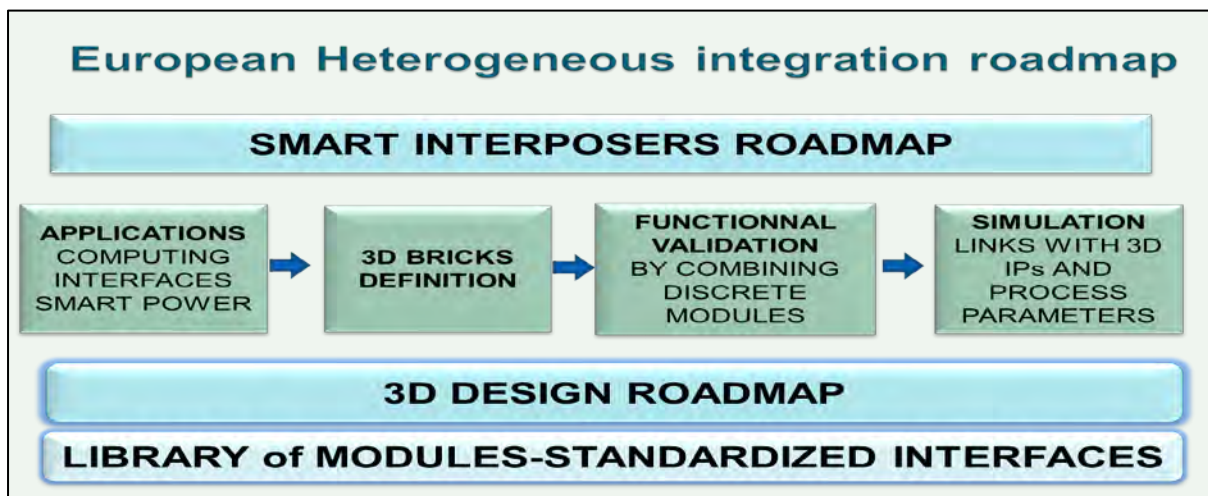 European Heterogeneous integration roadmap
SMART INTERPOSERS ROADMAP
APPLICATIONS
COMPUTING
INTERFACES
SMART POWER
3D BRICKS
DEFINITION
FUNCTIONNAL
VALIDATION
BY COMBINING
DISCRETE
MODULES
SIMULATION
LINKS WITH 3D
IPs AND
PROCESS
PARAMETERS
3D DESIGN ROADMAP
LIBRARY of MODULES-STANDARDIZED INTERFACES